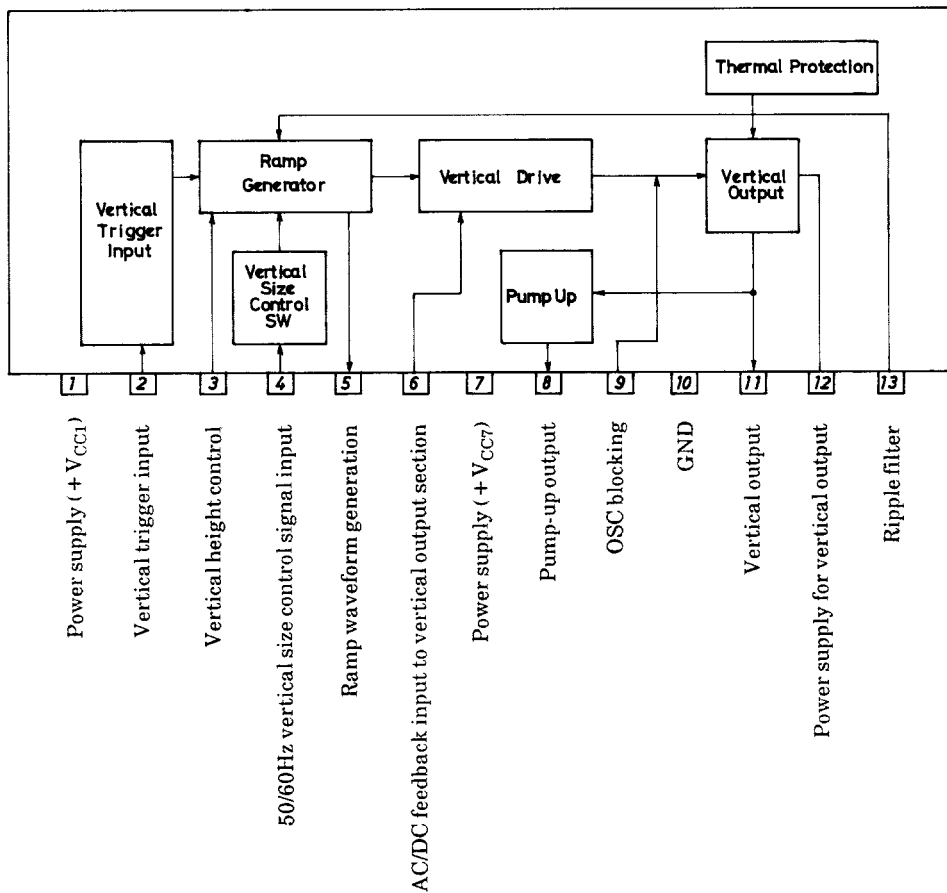 Thermal Protection
Ramp
Generator
Vertical Drive
Vertical
Output
Vertical
Trigger
Input
Vertical
Size
Control
SW
Pump Up
1 2 3 4 5 6 7 8 9 10 11 12 13
Power supply (+VCC1)
Vertical trigger input
Vertical height control
50/60Hz vertical size control signal input
Ramp waveform generation
AC/DC feedback input to vertical output section
Power supply (+VCC7)
Pump-up output
OSC blocking
GND
Vertical output
Power supply for vertical output
Ripple filter